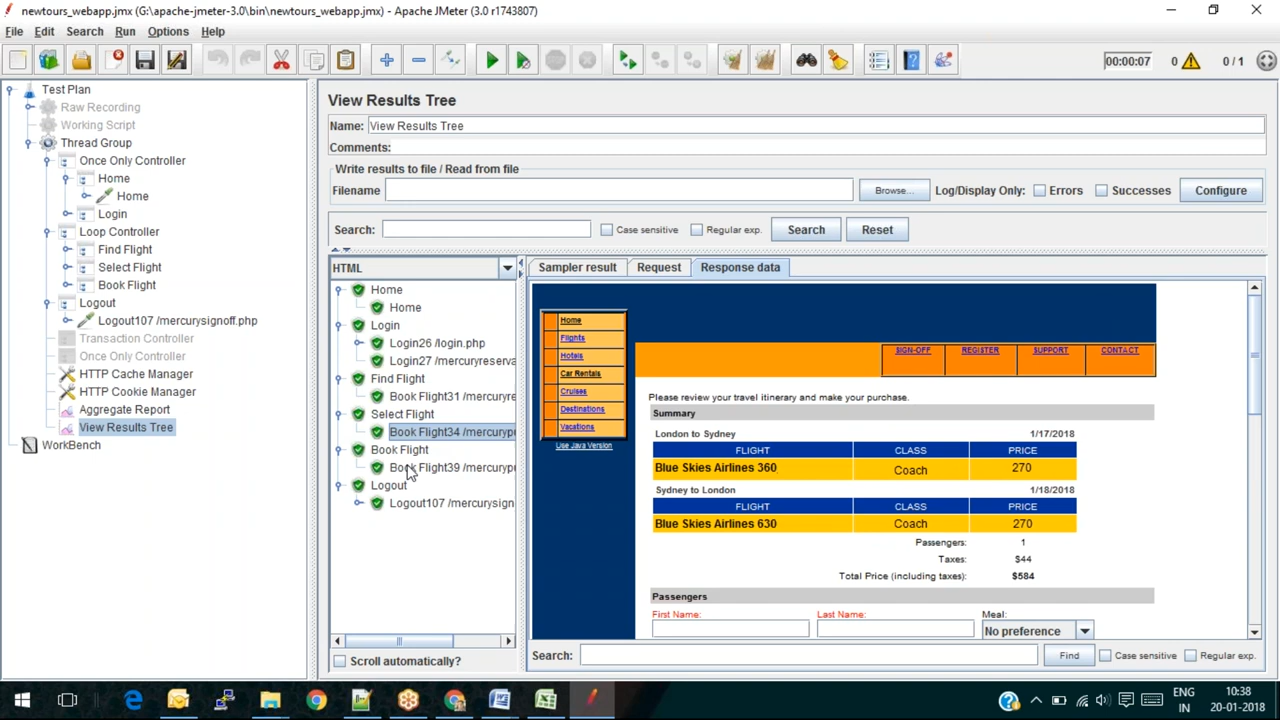 newtours_webapp.jmx (G:\apache-jmeter-3.0\bin\newtours_webapp.jmx) - Apache JMeter (3.0 r1743807)
File Edit Search Run Options Help
00:00:07 0 0 / 1
Test Plan
Raw Recording
Working Script
Thread Group
Once Only Controller
Home
Home
Login
Loop Controller
Find Flight
Select Flight
Book Flight
Logout
Logout107 /mercurysignoff.php
Transaction Controller
Once Only Controller
HTTP Cache Manager
HTTP Cookie Manager
Aggregate Report
View Results Tree
WorkBench
View Results Tree
Name: View Results Tree
Comments:
Write results to file / Read from file
Filename Browse... Log/Display Only: Errors Successes Configure
Search: Case sensitive Regular exp. Search Reset
HTML
Home
Home
Login
Login26 /login.php
Login27 /mercuryreserva
Find Flight
Book Flight31 /mercuryre
Select Flight
Book Flight34 /mercurypu
Book Flight
Book Flight39 /mercurypu
Logout
Logout107 /mercurysign
Scroll automatically?
Sampler result Request Response data
Home
Flights
Hotels
Car Rentals
Cruises
Destinations
Vacations
Use Java Version
SIGN-OFF REGISTER SUPPORT CONTACT
Please review your travel itinerary and make your purchase.
Summary
London to Sydney 1/17/2018
FLIGHT CLASS PRICE
Blue Skies Airlines 360 Coach 270
Sydney to London 1/18/2018
FLIGHT CLASS PRICE
Blue Skies Airlines 630 Coach 270
Passengers: 1
Taxes: $44
Total Price (including taxes): $584
Passengers
First Name: Last Name: Meal:
No preference
Search: Find Case sensitive Regular exp.
ENG
IN
10:38
20-01-2018